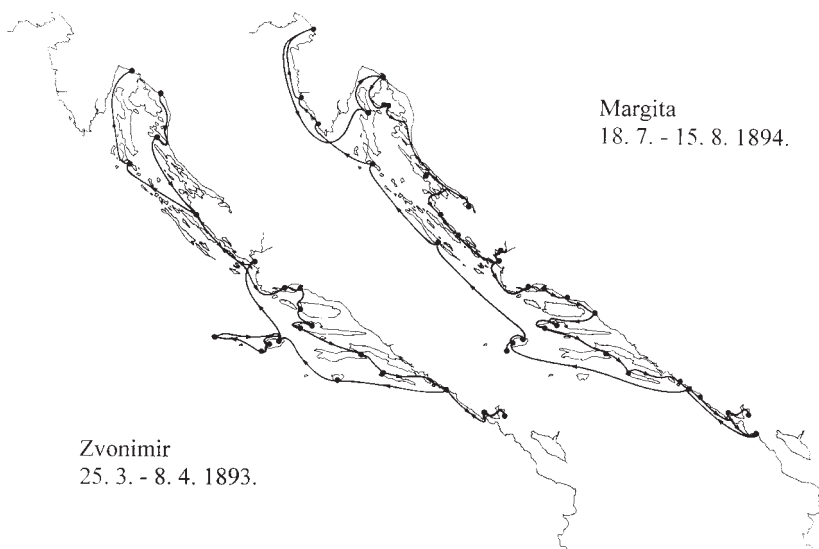 Margita
18. 7. - 15. 8. 1894.
Zvonimir
25. 3. - 8. 4. 1893.